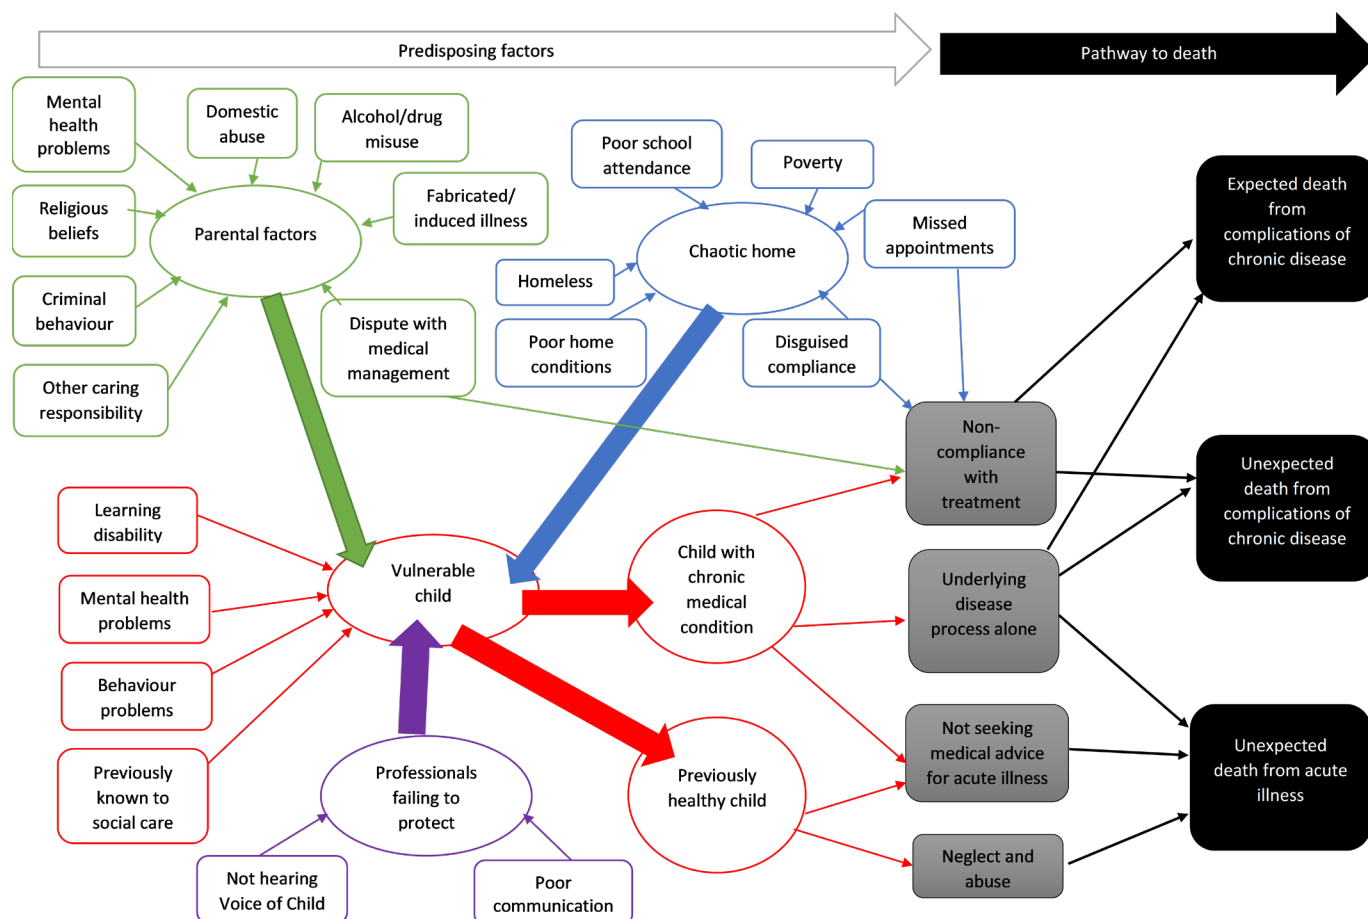 Predisposing factors
Pathway to death
Mental
health
problems
Domestic
abuse
Alcohol/drug
misuse
Fabricated/
induced illness
Religious
beliefs
Parental factors
Criminal
behaviour
Other caring
responsibility
Dispute with
medical
management
Poor school
attendance
Poverty
Missed
appointments
Chaotic home
Homeless
Poor home
conditions
Disguised
compliance
Expected death
from
complications of
chronic disease
Non-
compliance
with
treatment
Unexpected
death from
complications of
chronic disease
Learning
disability
Mental health
problems
Behaviour
problems
Previously
known to
social care
Vulnerable
child
Child with
chronic
medical
condition
Underlying
disease
process alone
Professionals
failing to
protect
Not hearing
Voice of Child
Poor
communication
Previously
healthy child
Not seeking
medical advice
for acute illness
Neglect and
abuse
Unexpected
death from acute
illness